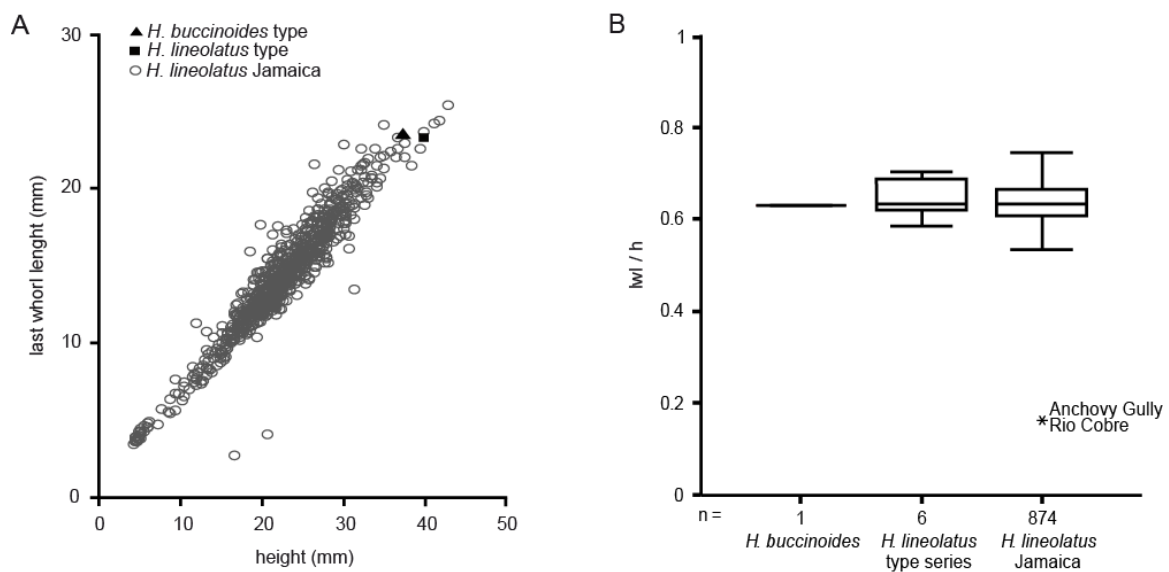 A
30
▲ H. buccinoides type
■ H. lineolatus type
○ H. lineolatus Jamaica
20
10
0
last whorl lenght (mm)
0 10 20 30 40 50
height (mm)
B
1
0.8
0.6
0.4
0.2
0
lwl / h
Anchovy Gully
Rio Cobre
n = 1 6 874
H. buccinoides H. lineolatus H. lineolatus
type series Jamaica